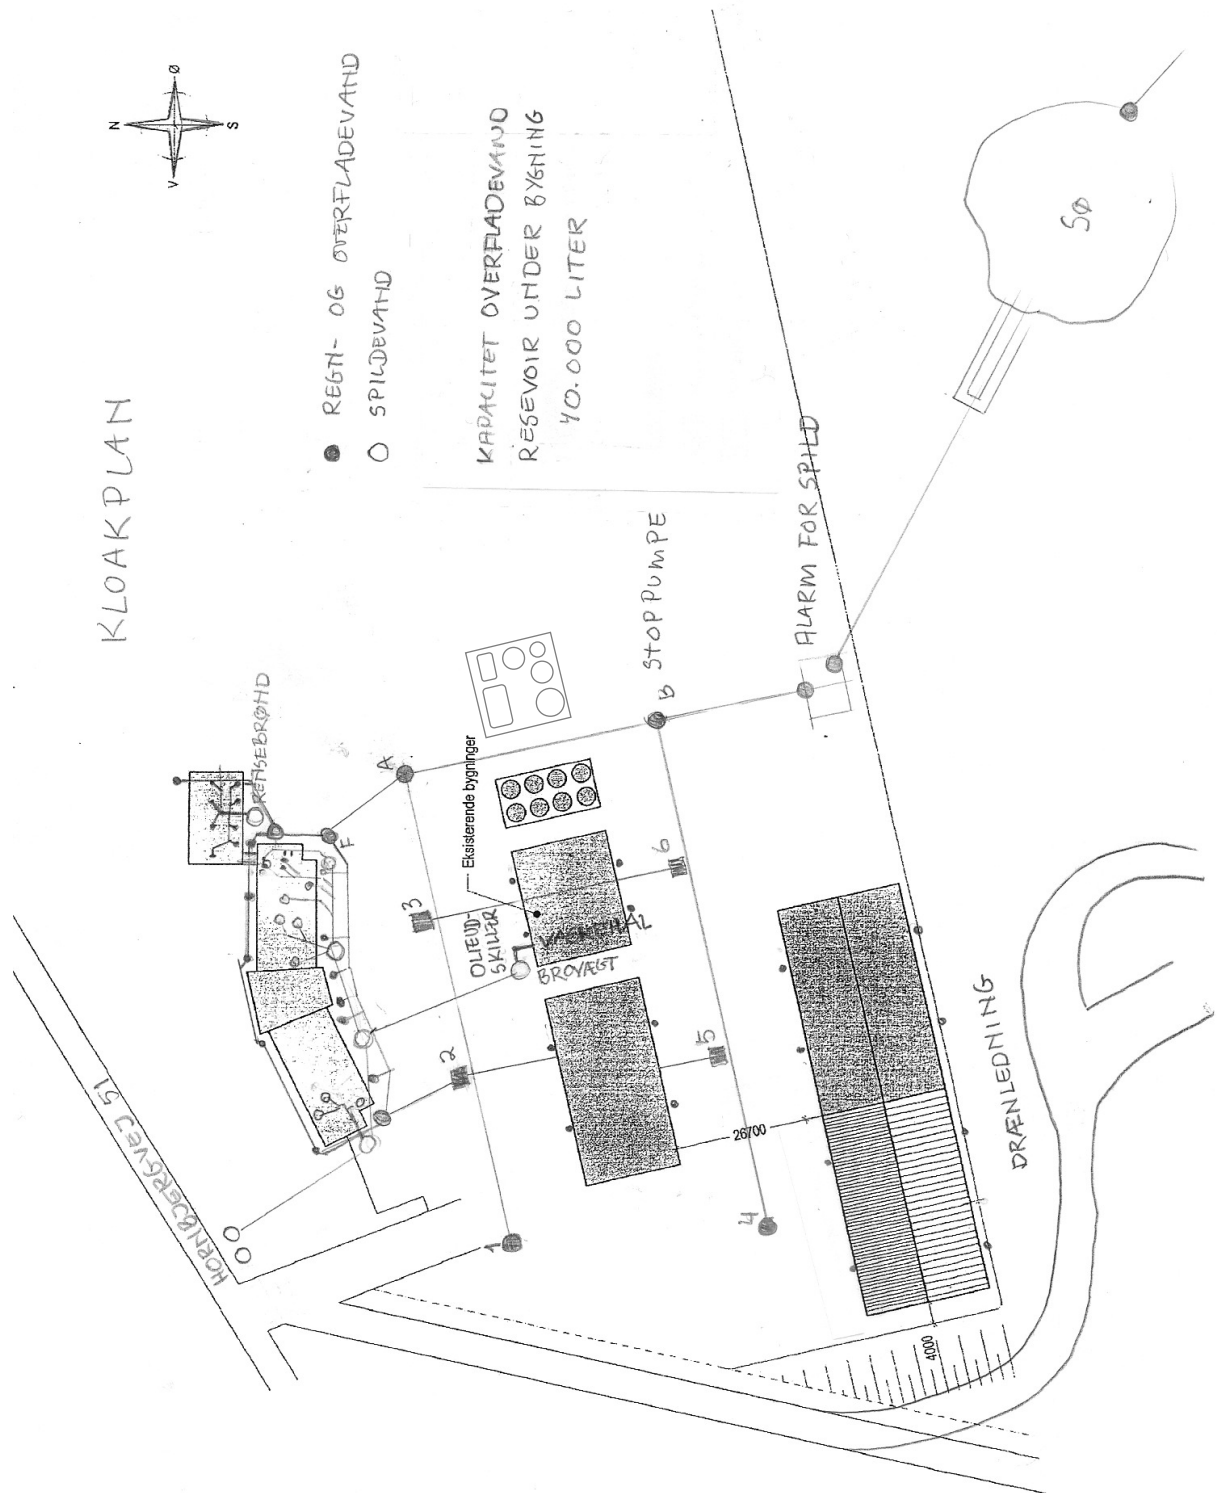 KLOAKPLAN
N
V
Ø
S
REGN- OG OVERFLADEVAND
SPILDEVAND
KAPACITET OVERFLADEVAND
RESEVOIR UNDER BYGNING
40.000 LITER
HORNBJERGVEJ 51
RENSEBRØND
F
A
B STOPPUMPE
ALARM FOR SPILD
SØ
Eksisterende bygninger
OLIEUD-
SKILLER
BROVÆGT
1
2
3
4
5
6
26700
4000
DRÆNLEDNING